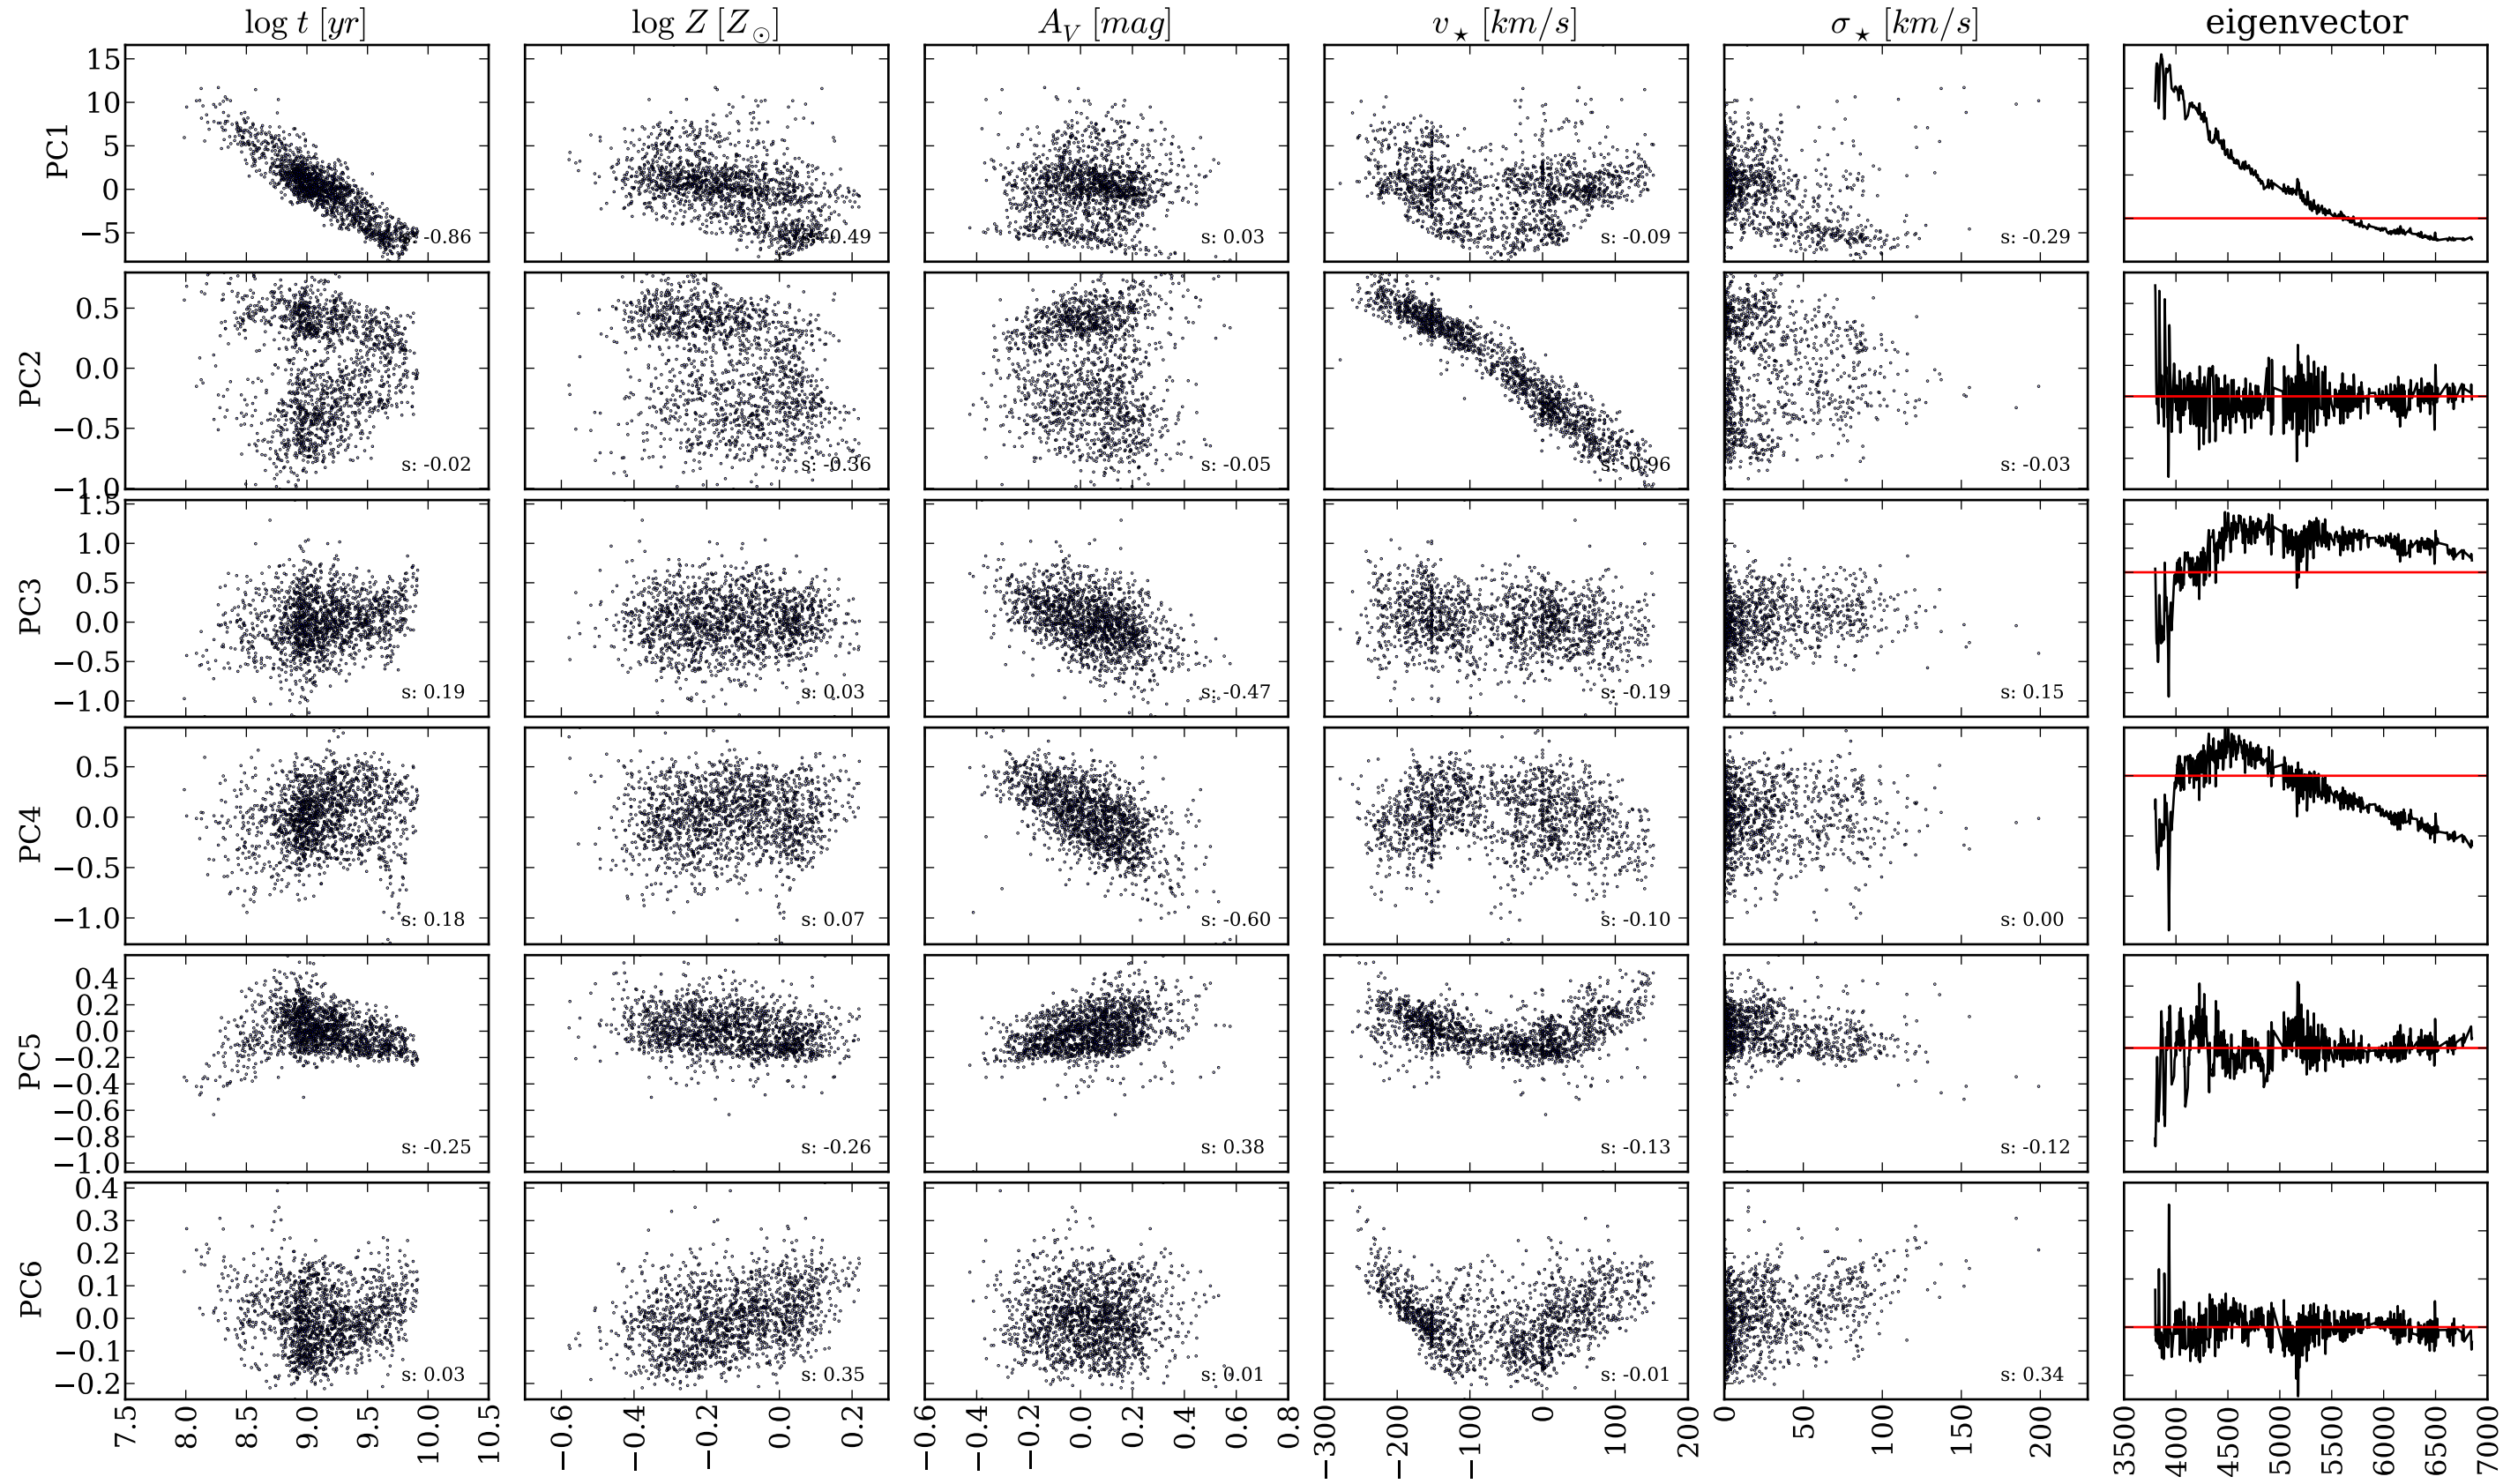 log t [yr] log Z [Z⊙] A_V [mag] v⋆ [km/s] σ⋆ [km/s] eigenvector
PC1
15
10
5
0
−5
s: -0.86 s: -0.49 s: 0.03 s: -0.09 s: -0.29
PC2
0.5
0.0
−0.5
−1.0
s: -0.02 s: -0.36 s: -0.05 s: -0.96 s: -0.03
PC3
1.5
1.0
0.5
0.0
−0.5
−1.0
s: 0.19 s: 0.03 s: -0.47 s: -0.19 s: 0.15
PC4
0.5
0.0
−0.5
−1.0
s: 0.18 s: 0.07 s: -0.60 s: -0.10 s: 0.00
PC5
0.4
0.2
0.0
−0.2
−0.4
−0.6
−0.8
−1.0
s: -0.25 s: -0.26 s: 0.38 s: -0.13 s: -0.12
PC6
0.4
0.3
0.2
0.1
0.0
−0.1
−0.2
s: 0.03 s: 0.35 s: 0.01 s: -0.01 s: 0.34
7.5 8.0 8.5 9.0 9.5 10.0 10.5
−0.6 −0.4 −0.2 0.0 0.2
−0.6 −0.4 −0.2 0.0 0.2 0.4 0.6 0.8
−300 −200 −100 0 100 200
0 50 100 150 200
3500 4000 4500 5000 5500 6000 6500 7000